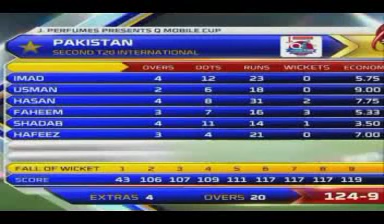 J. PERFUMES PRESENTS Q MOBILE CUP
PAKISTAN
SECOND T20 INTERNATIONAL
OVERS DOTS RUNS WICKETS ECONOM
IMAD 4 12 23 0 5.75
USMAN 2 6 18 0 9.00
HASAN 4 8 31 2 7.75
FAHEEM 3 7 16 3 5.33
SHADAB 4 11 14 1 3.50
HAFEEZ 3 4 21 0 7.00
FALL OF WICKET 1 2 3 4 5 6 7 8 9
SCORE 43 106 107 109 111 117 117 117 119
EXTRAS 4 OVERS 20 124-9